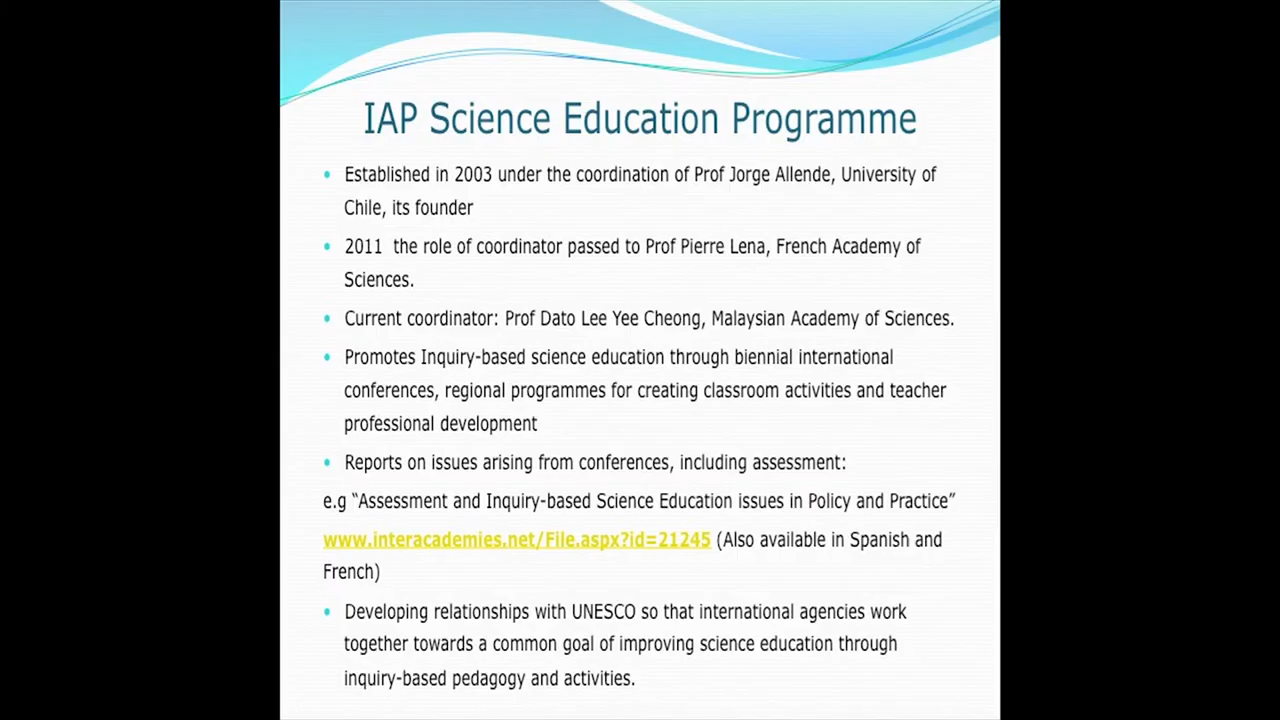 IAP Science Education Programme
Established in 2003 under the coordination of Prof Jorge Allende, University of
Chile, its founder
2011 the role of coordinator passed to Prof Pierre Lena, French Academy of
Sciences.
Current coordinator: Prof Dato Lee Yee Cheong, Malaysian Academy of Sciences.
Promotes Inquiry-based science education through biennial international
conferences, regional programmes for creating classroom activities and teacher
professional development
Reports on issues arising from conferences, including assessment:
e.g “Assessment and Inquiry-based Science Education issues in Policy and Practice”
www.interacademies.net/File.aspx?id=21245 (Also available in Spanish and
French)
Developing relationships with UNESCO so that international agencies work
together towards a common goal of improving science education through
inquiry-based pedagogy and activities.